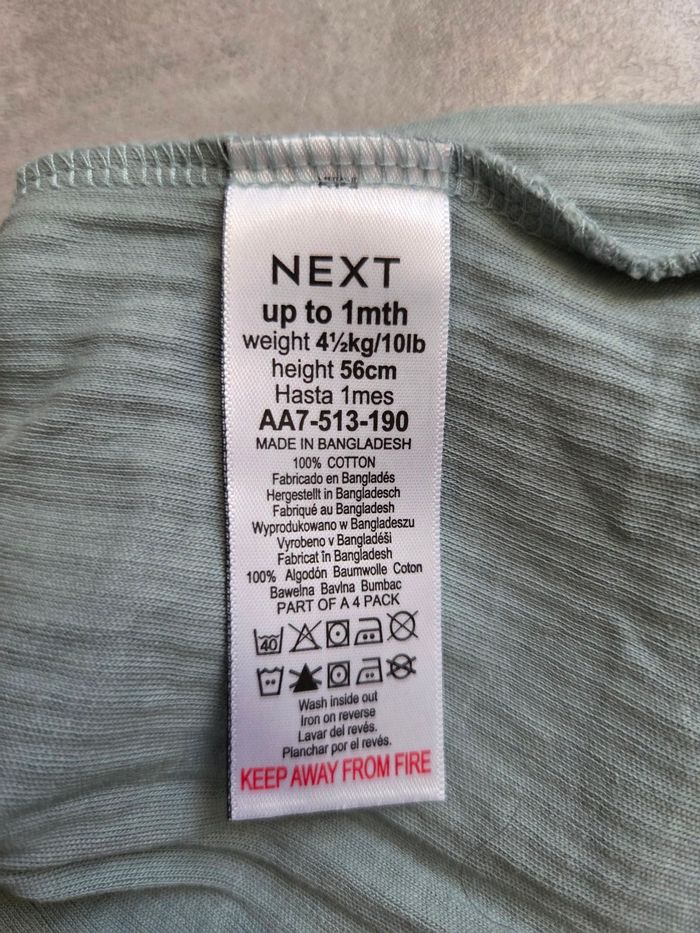 NEXT
up to 1mth
weight 4½kg/10lb
height 56cm
Hasta 1mes
AA7-513-190
MADE IN BANGLADESH
100% COTTON
Fabricado en Bangladés
Hergestellt in Bangladesch
Fabriqué au Bangladesh
Wyprodukowano w Bangladeszu
Vyrobeno v Bangladéši
Fabricat în Bangladesh
100% Algodón Baumwolle Coton
Bawełna Bavlna Bumbac
PART OF A 4 PACK
40
Wash inside out
Iron on reverse
Lavar del revés.
Planchar por el revés.
KEEP AWAY FROM FIRE